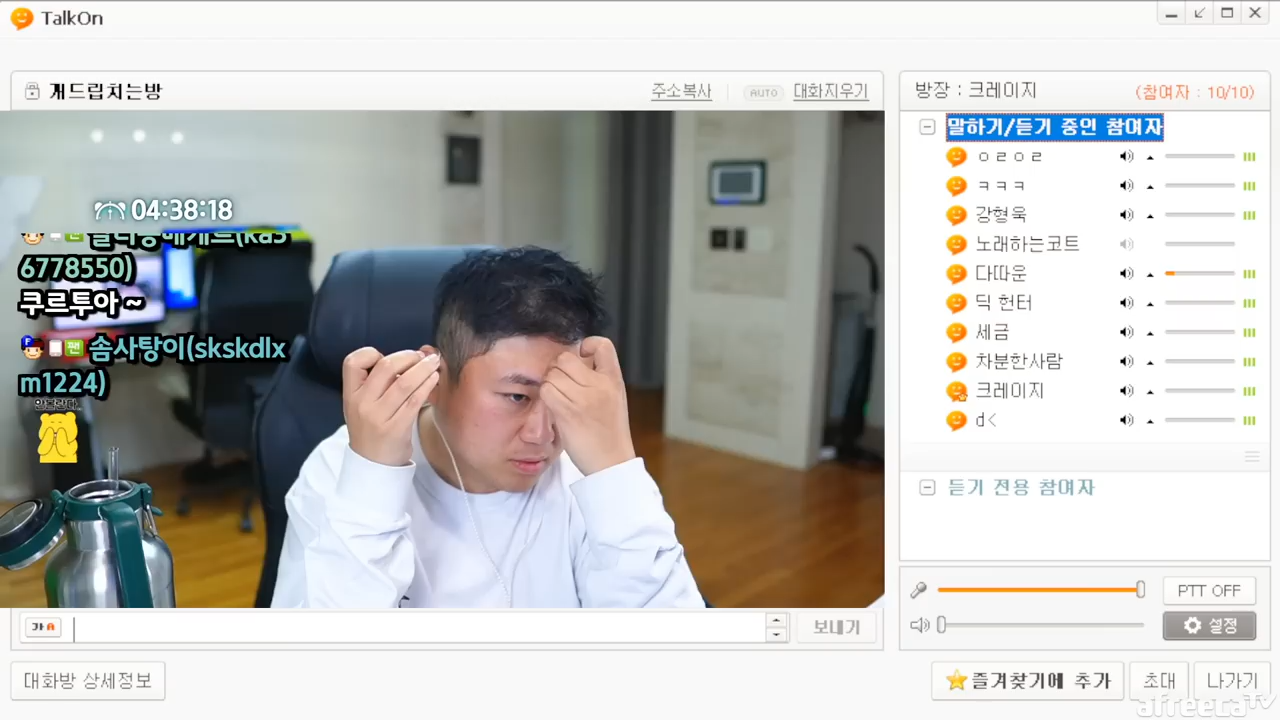 TalkOn
개드립치는방
주소복사
AUTO
대화지우기
방장 : 크레이지
(참여자 : 10/10)
말하기/듣기 중인 참여자
ㅇㄹㅇㄹ
ㅋㅋㅋ
강형욱
노래하는코트
다따운
딕 헌터
세금
차분한사람
크레이지
d<
듣기 전용 참여자
04:38:18
6778550)
쿠르투아 ~
F 팬 솜사탕이(skskdlx
m1224)
가 A
보내기
PTT OFF
설정
대화방 상세정보
즐겨찾기에 추가
초대
나가기
afreecaTV